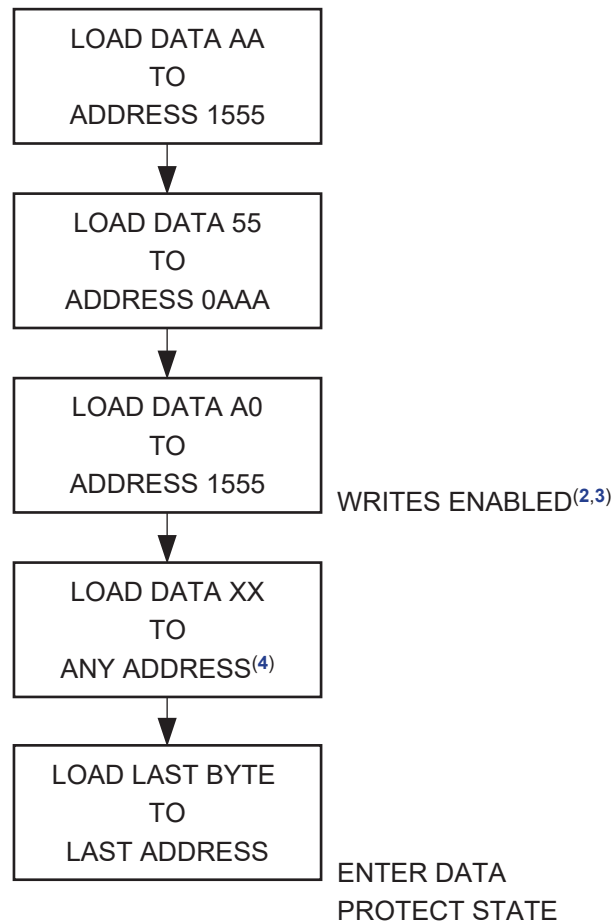 LOAD DATA AA
TO
ADDRESS 1555
LOAD DATA 55
TO
ADDRESS 0AAA
LOAD DATA A0
TO
ADDRESS 1555
WRITES ENABLED(2,3)
LOAD DATA XX
TO
ANY ADDRESS(4)
LOAD LAST BYTE
TO
LAST ADDRESS
ENTER DATA
PROTECT STATE